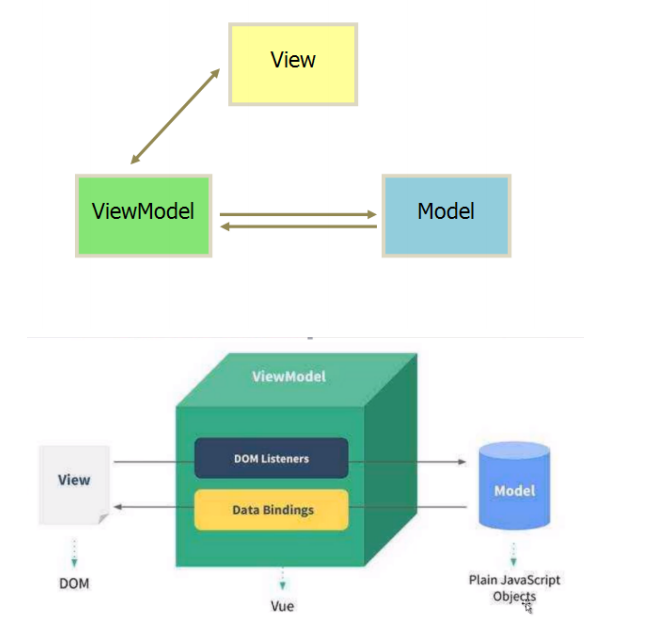 View
ViewModel
Model
ViewModel
DOM Listeners
View
Model
Data Bindings
DOM
Vue
Plain JavaScript
Objects